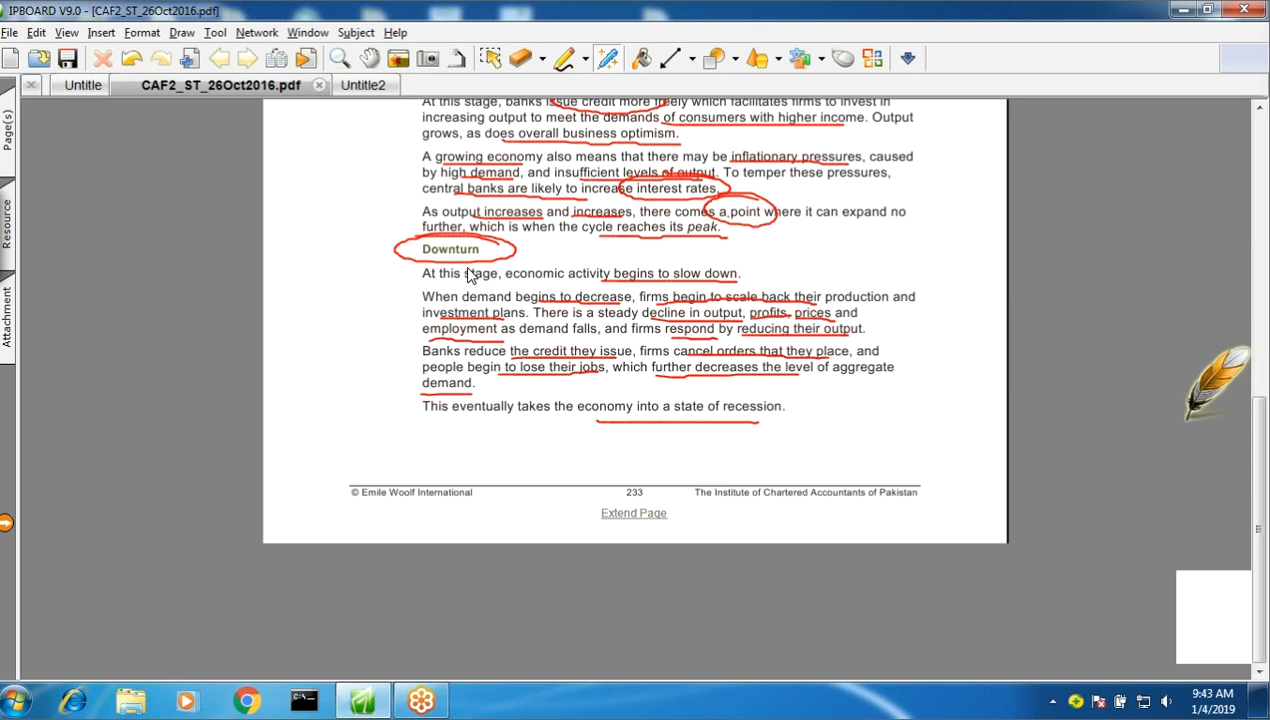 IPBOARD V9.0 - [CAF2_ST_26Oct2016.pdf]
File Edit View Insert Format Draw Tool Network Window Subject Help
Untitle CAF2_ST_26Oct2016.pdf Untitle2
Page(s)
Resource
Attachment
At this stage, banks issue credit more freely which facilitates firms to invest in
increasing output to meet the demands of consumers with higher income. Output
grows, as does overall business optimism.
A growing economy also means that there may be inflationary pressures, caused
by high demand, and insufficient levels of output. To temper these pressures,
central banks are likely to increase interest rates.
As output increases and increases, there comes a point where it can expand no
further, which is when the cycle reaches its peak.
Downturn
At this stage, economic activity begins to slow down.
When demand begins to decrease, firms begin to scale back their production and
investment plans. There is a steady decline in output, profits, prices and
employment as demand falls, and firms respond by reducing their output.
Banks reduce the credit they issue, firms cancel orders that they place, and
people begin to lose their jobs, which further decreases the level of aggregate
demand.
This eventually takes the economy into a state of recession.
© Emile Woolf International 233 The Institute of Chartered Accountants of Pakistan
Extend Page
9:43 AM
1/4/2019